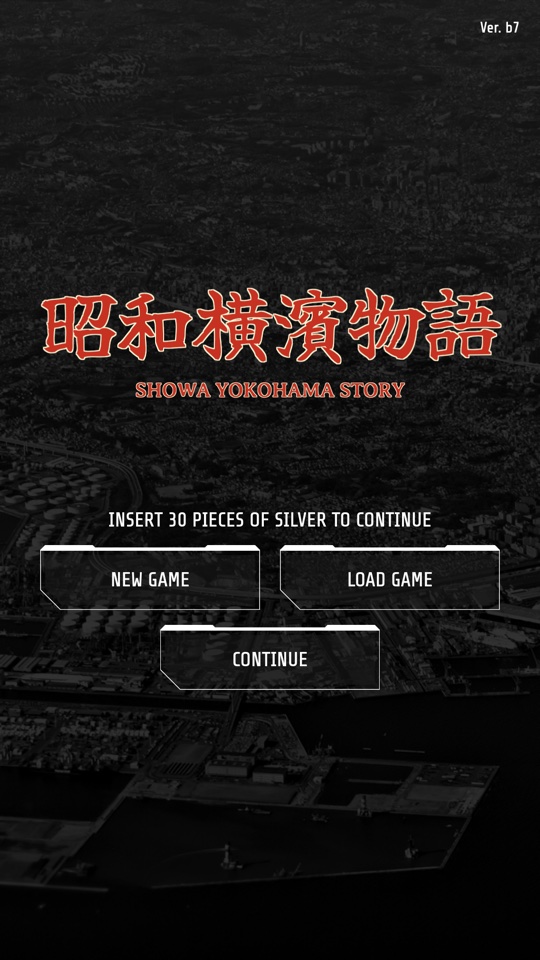 Ver. b7
昭和横濱物語
SHOWA YOKOHAMA STORY
INSERT 30 PIECES OF SILVER TO CONTINUE
NEW GAME
LOAD GAME
CONTINUE